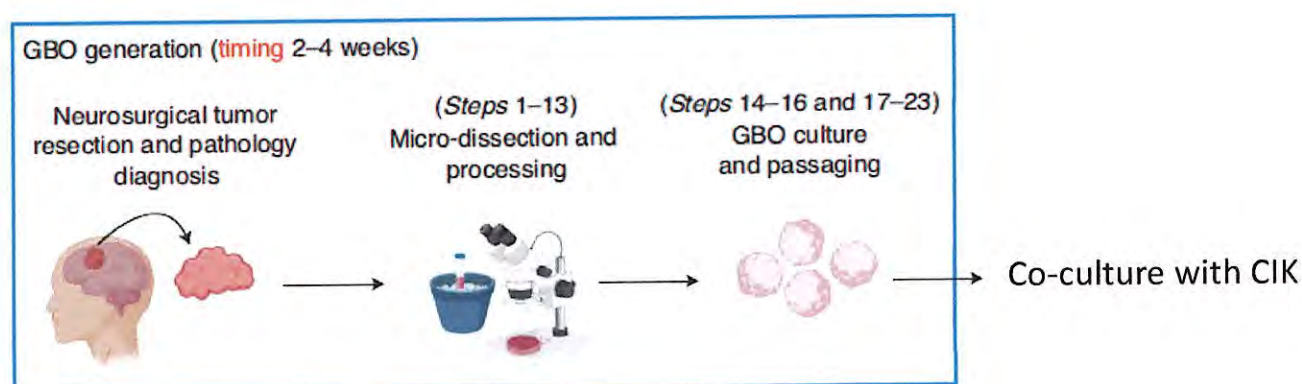 GBO generation (timing 2–4 weeks)
Neurosurgical tumor
resection and pathology
diagnosis
(Steps 1–13)
Micro-dissection and
processing
(Steps 14–16 and 17–23)
GBO culture
and passaging
Co-culture with CIK